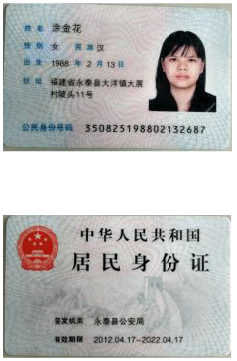 姓名 涂金花
性别 女 民族 汉
出生 1988 年 2 月 13 日
住址 福建省永泰县大洋镇大展
村陵头11号
公民身份号码 350825198802132687
中华人民共和国
居民身份证
签发机关 永泰县公安局
有效期限 2012.04.17-2022.04.17